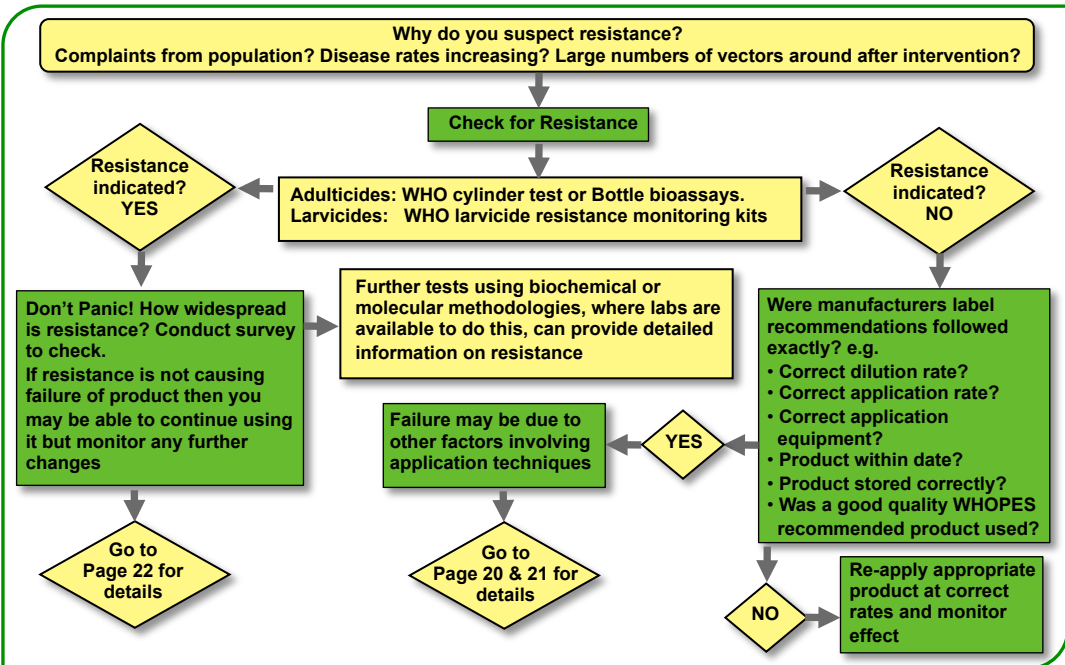 Why do you suspect resistance?
Complaints from population? Disease rates increasing? Large numbers of vectors around after intervention?
Check for Resistance
Resistance
indicated?
YES
Adulticides: WHO cylinder test or Bottle bioassays.
Larvicides: WHO larvicide resistance monitoring kits
Resistance
indicated?
NO
Don't Panic! How widespread
is resistance? Conduct survey
to check.
If resistance is not causing
failure of product then you
may be able to continue using
it but monitor any further
changes
Further tests using biochemical or
molecular methodologies, where labs are
available to do this, can provide detailed
information on resistance
Were manufacturers label
recommendations followed
exactly? e.g.
• Correct dilution rate?
• Correct application rate?
• Correct application
equipment?
• Product within date?
• Product stored correctly?
• Was a good quality WHOPES
recommended product used?
YES
Failure may be due to
other factors involving
application techniques
Go to
Page 22 for
details
Go to
Page 20 & 21 for
details
NO
Re-apply appropriate
product at correct
rates and monitor
effect